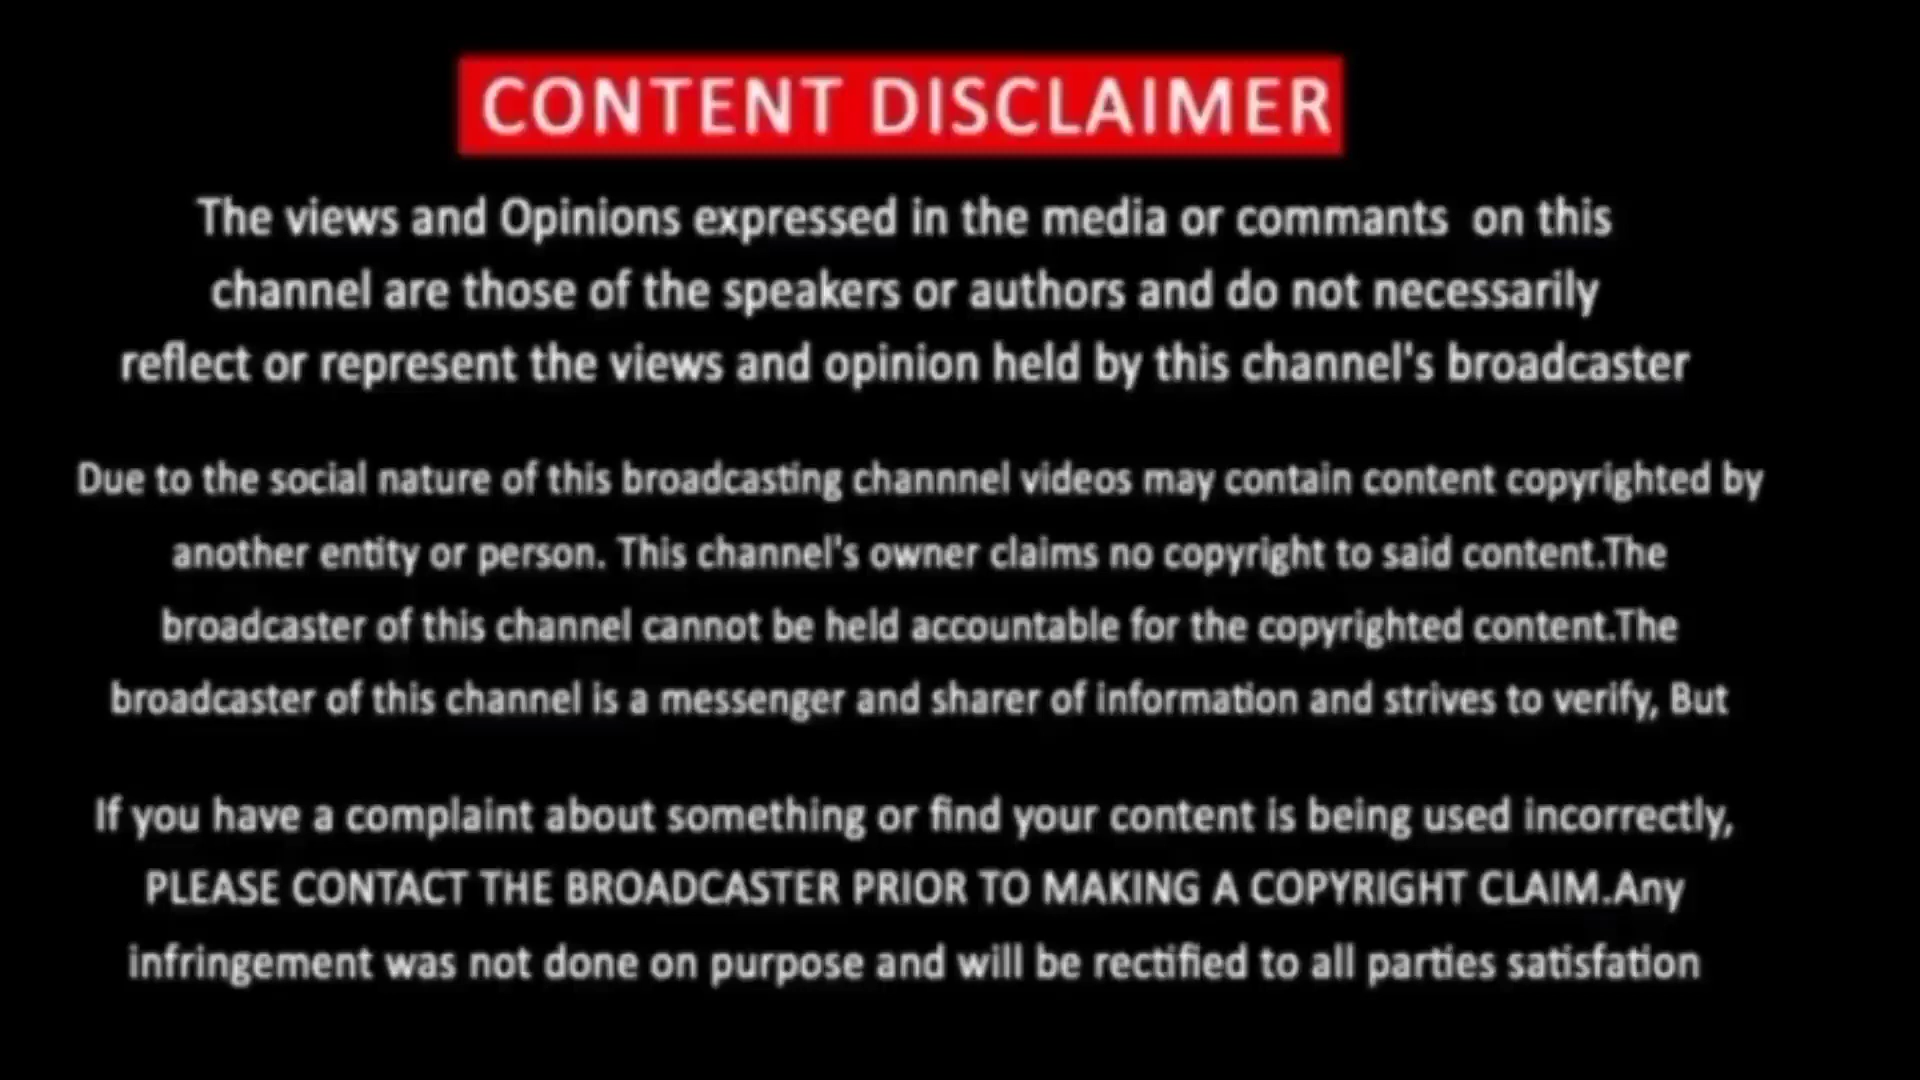 CONTENT DISCLAIMER
The views and Opinions expressed in the media or commants on this
channel are those of the speakers or authors and do not necessarily
reflect or represent the views and opinion held by this channel's broadcaster
Due to the social nature of this broadcasting channnel videos may contain content copyrighted by
another entity or person. This channel's owner claims no copyright to said content.The
broadcaster of this channel cannot be held accountable for the copyrighted content.The
broadcaster of this channel is a messenger and sharer of information and strives to verify, But
If you have a complaint about something or find your content is being used incorrectly,
PLEASE CONTACT THE BROADCASTER PRIOR TO MAKING A COPYRIGHT CLAIM.Any
infringement was not done on purpose and will be rectified to all parties satisfation